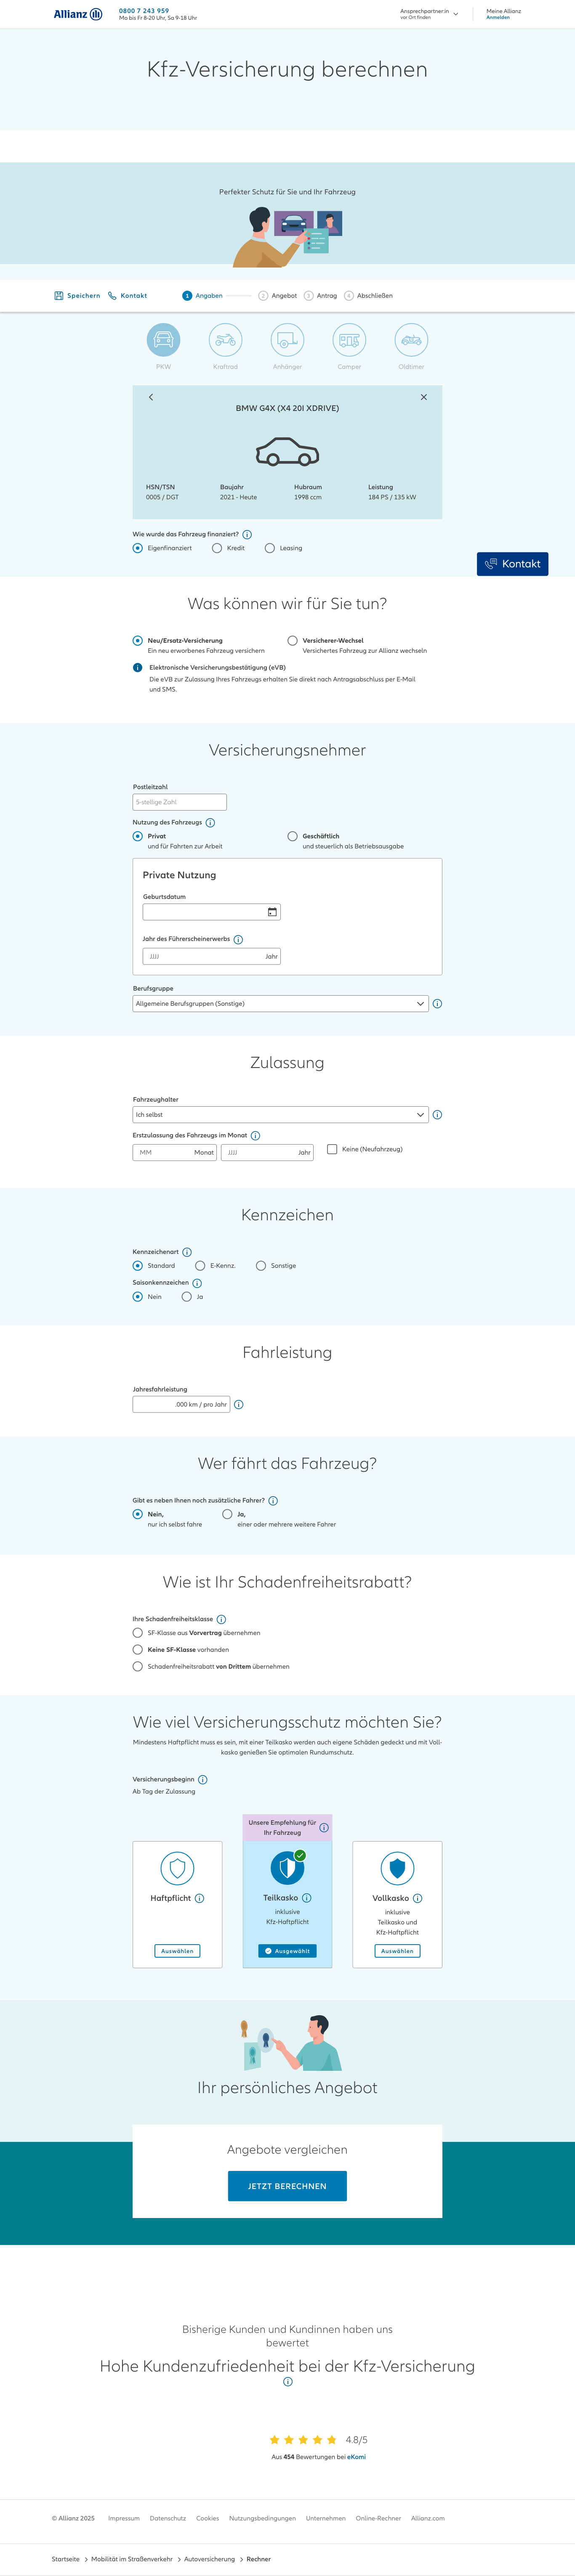 Allianz
0800 7 243 959
Mo bis Fr 8-20 Uhr, Sa 9-18 Uhr
Ansprechpartner:in
vor Ort finden
Meine Allianz
Anmelden
Kfz-Versicherung berechnen
Perfekter Schutz für Sie und Ihr Fahrzeug
Speichern
Kontakt
1 Angaben
2 Angebot
3 Antrag
4 Abschließen
PKW
Kraftrad
Anhänger
Camper
Oldtimer
BMW G4X (X4 20I XDRIVE)
HSN/TSN
0005 / DGT
Baujahr
2021 - Heute
Hubraum
1998 ccm
Leistung
184 PS / 135 kW
Wie wurde das Fahrzeug finanziert?
Eigenfinanziert
Kredit
Leasing
Kontakt
Was können wir für Sie tun?
Neu/Ersatz-Versicherung
Ein neu erworbenes Fahrzeug versichern
Versicherer-Wechsel
Versichertes Fahrzeug zur Allianz wechseln
Elektronische Versicherungsbestätigung (eVB)
Die eVB zur Zulassung Ihres Fahrzeugs erhalten Sie direkt nach Antragsabschluss per E-Mail
und SMS.
Versicherungsnehmer
Postleitzahl
5-stellige Zahl
Nutzung des Fahrzeugs
Privat
und für Fahrten zur Arbeit
Geschäftlich
und steuerlich als Betriebsausgabe
Private Nutzung
Geburtsdatum
Jahr des Führerscheinerwerbs
JJJJ
Jahr
Berufsgruppe
Allgemeine Berufsgruppen (Sonstige)
Zulassung
Fahrzeughalter
Ich selbst
Erstzulassung des Fahrzeugs im Monat
MM
Monat
JJJJ
Jahr
Keine (Neufahrzeug)
Kennzeichen
Kennzeichenart
Standard
E-Kennz.
Sonstige
Saisonkennzeichen
Nein
Ja
Fahrleistung
Jahresfahrleistung
.000 km / pro Jahr
Wer fährt das Fahrzeug?
Gibt es neben Ihnen noch zusätzliche Fahrer?
Nein,
nur ich selbst fahre
Ja,
einer oder mehrere weitere Fahrer
Wie ist Ihr Schadenfreiheitsrabatt?
Ihre Schadenfreiheitsklasse
SF-Klasse aus Vorvertrag übernehmen
Keine SF-Klasse vorhanden
Schadenfreiheitsrabatt von Drittem übernehmen
Wie viel Versicherungsschutz möchten Sie?
Mindestens Haftpflicht muss es sein, mit einer Teilkasko werden auch eigene Schäden gedeckt und mit Voll-
kasko genießen Sie optimalen Rundumschutz.
Versicherungsbeginn
Ab Tag der Zulassung
Unsere Empfehlung für
Ihr Fahrzeug
Haftpflicht
Auswählen
Teilkasko
inklusive
Kfz-Haftpflicht
Ausgewählt
Vollkasko
inklusive
Teilkasko und
Kfz-Haftpflicht
Auswählen
Ihr persönliches Angebot
Angebote vergleichen
JETZT BERECHNEN
Bisherige Kunden und Kundinnen haben uns
bewertet
Hohe Kundenzufriedenheit bei der Kfz-Versicherung
4.8/5
Aus 454 Bewertungen bei eKomi
© Allianz 2025
Impressum
Datenschutz
Cookies
Nutzungsbedingungen
Unternehmen
Online-Rechner
Allianz.com
Startseite
Mobilität im Straßenverkehr
Autoversicherung
Rechner